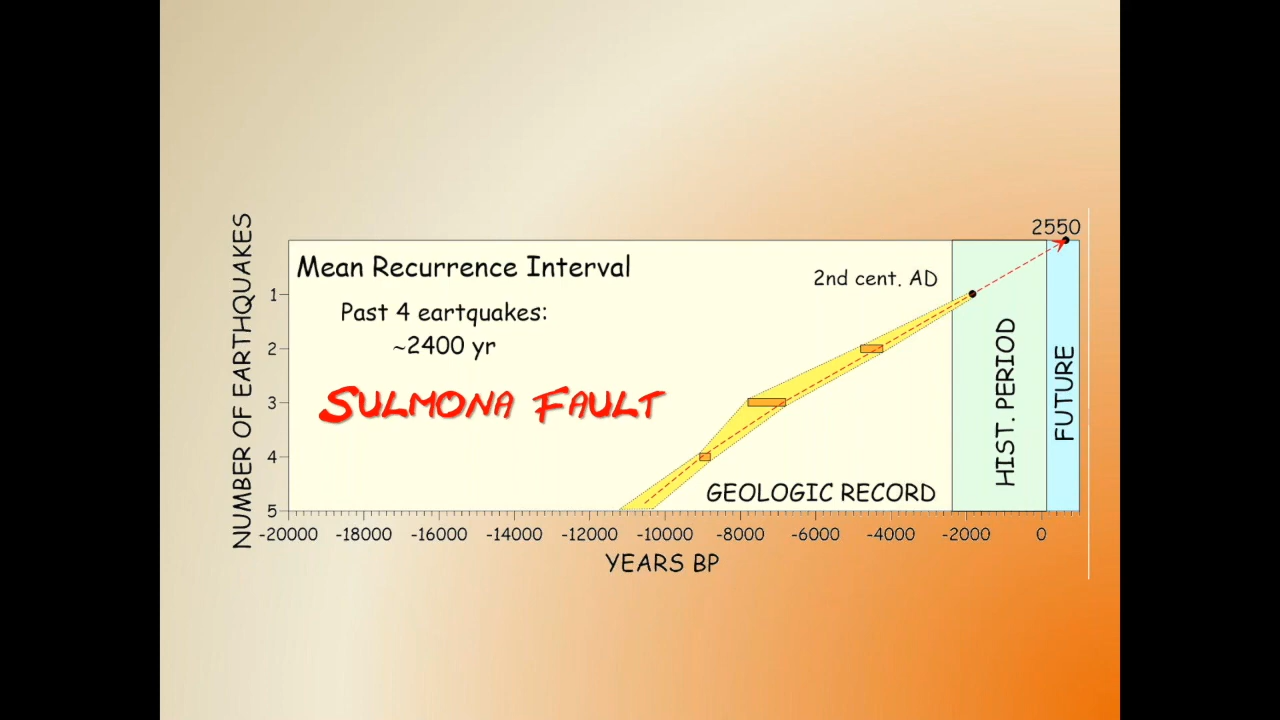 2550
Mean Recurrence Interval
2nd cent. AD
Past 4 eartquakes:
~2400 yr
SULMONA FAULT
NUMBER OF EARTHQUAKES
1
2
3
4
5
HIST. PERIOD
FUTURE
GEOLOGIC RECORD
-20000 -18000 -16000 -14000 -12000 -10000 -8000 -6000 -4000 -2000 0
YEARS BP